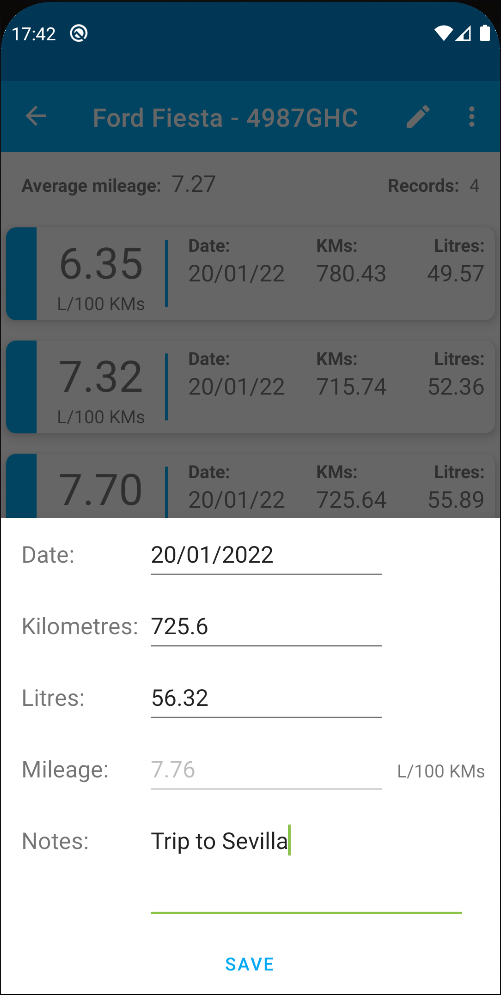 17:42
Ford Fiesta - 4987GHC
Average mileage: 7.27 Records: 4
6.35 Date: KMs: Litres:
20/01/22 780.43 49.57
L/100 KMs
7.32 Date: KMs: Litres:
20/01/22 715.74 52.36
L/100 KMs
7.70 Date: KMs: Litres:
20/01/22 725.64 55.89
Date: 20/01/2022
Kilometres: 725.6
Litres: 56.32
Mileage: 7.76 L/100 KMs
Notes: Trip to Sevilla
SAVE